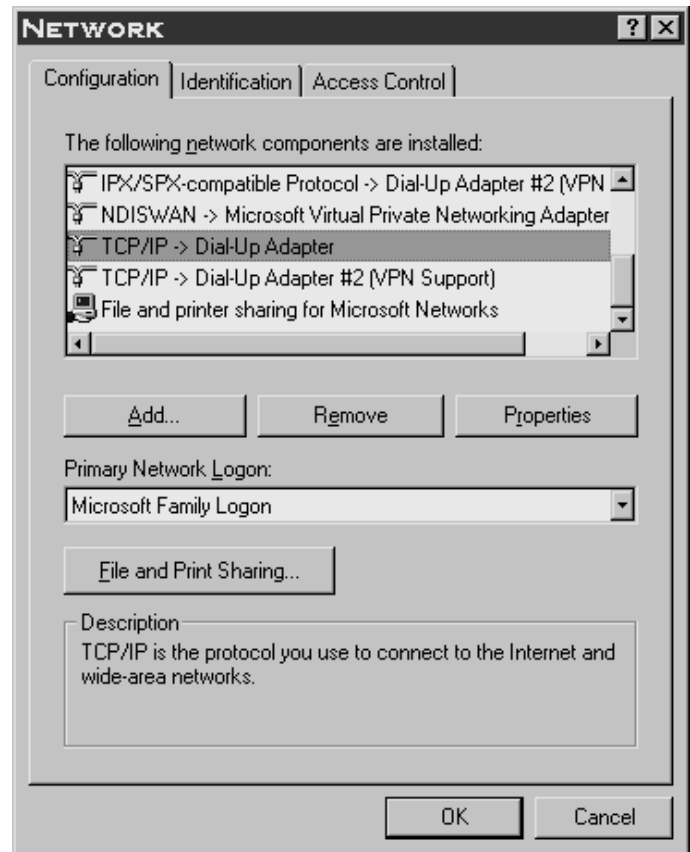 NETWORK ? X
Configuration Identification Access Control
The following network components are installed:
IPX/SPX-compatible Protocol -> Dial-Up Adapter #2 (VPN
NDISWAN -> Microsoft Virtual Private Networking Adapter
TCP/IP -> Dial-Up Adapter
TCP/IP -> Dial-Up Adapter #2 (VPN Support)
File and printer sharing for Microsoft Networks
Add... Remove Properties
Primary Network Logon:
Microsoft Family Logon
File and Print Sharing...
Description
TCP/IP is the protocol you use to connect to the Internet and
wide-area networks.
OK Cancel